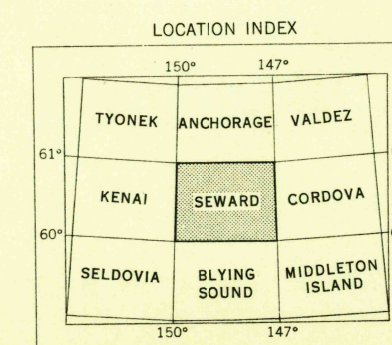 LOCATION INDEX
150° 147°
TYONEK ANCHORAGE VALDEZ
61°
KENAI SEWARD CORDOVA
60°
SELDOVIA BLYING SOUND MIDDLETON ISLAND
150° 147°